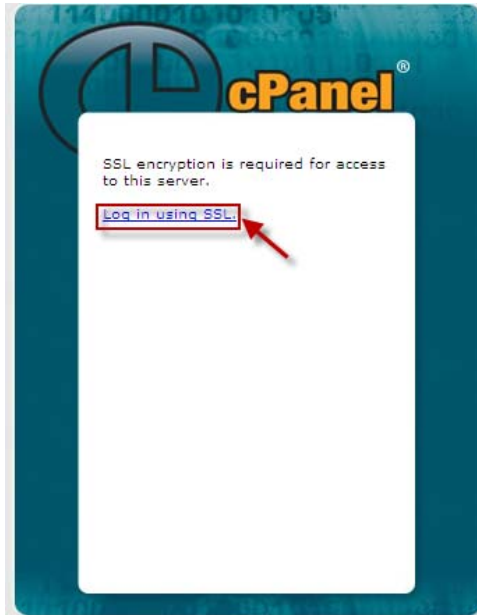 cPanel®
SSL encryption is required for access
to this server.
Log in using SSL.